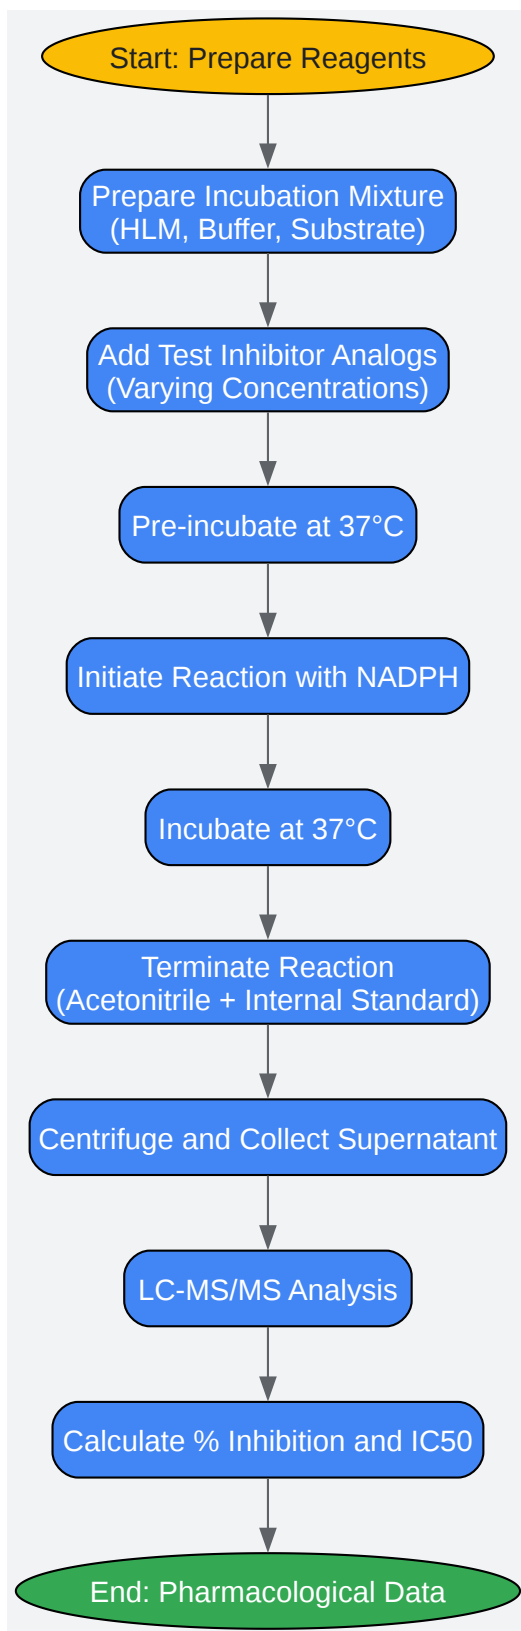 Start: Prepare Reagents
Prepare Incubation Mixture
(HLM, Buffer, Substrate)
Add Test Inhibitor Analogs
(Varying Concentrations)
Pre-incubate at 37°C
Initiate Reaction with NADPH
Incubate at 37°C
Terminate Reaction
(Acetonitrile + Internal Standard)
Centrifuge and Collect Supernatant
LC-MS/MS Analysis
Calculate % Inhibition and IC50
End: Pharmacological Data